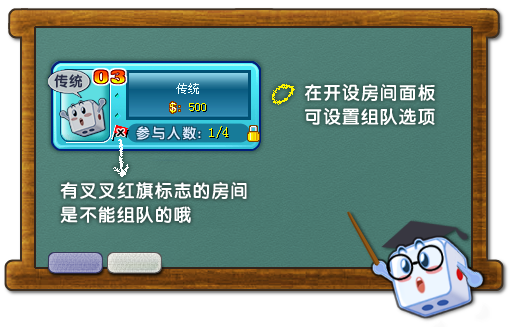 传统
03
传统
$: 500
参与人数: 1/4
在开设房间面板
可设置组队选项
有叉叉红旗标志的房间
是不能组队的哦